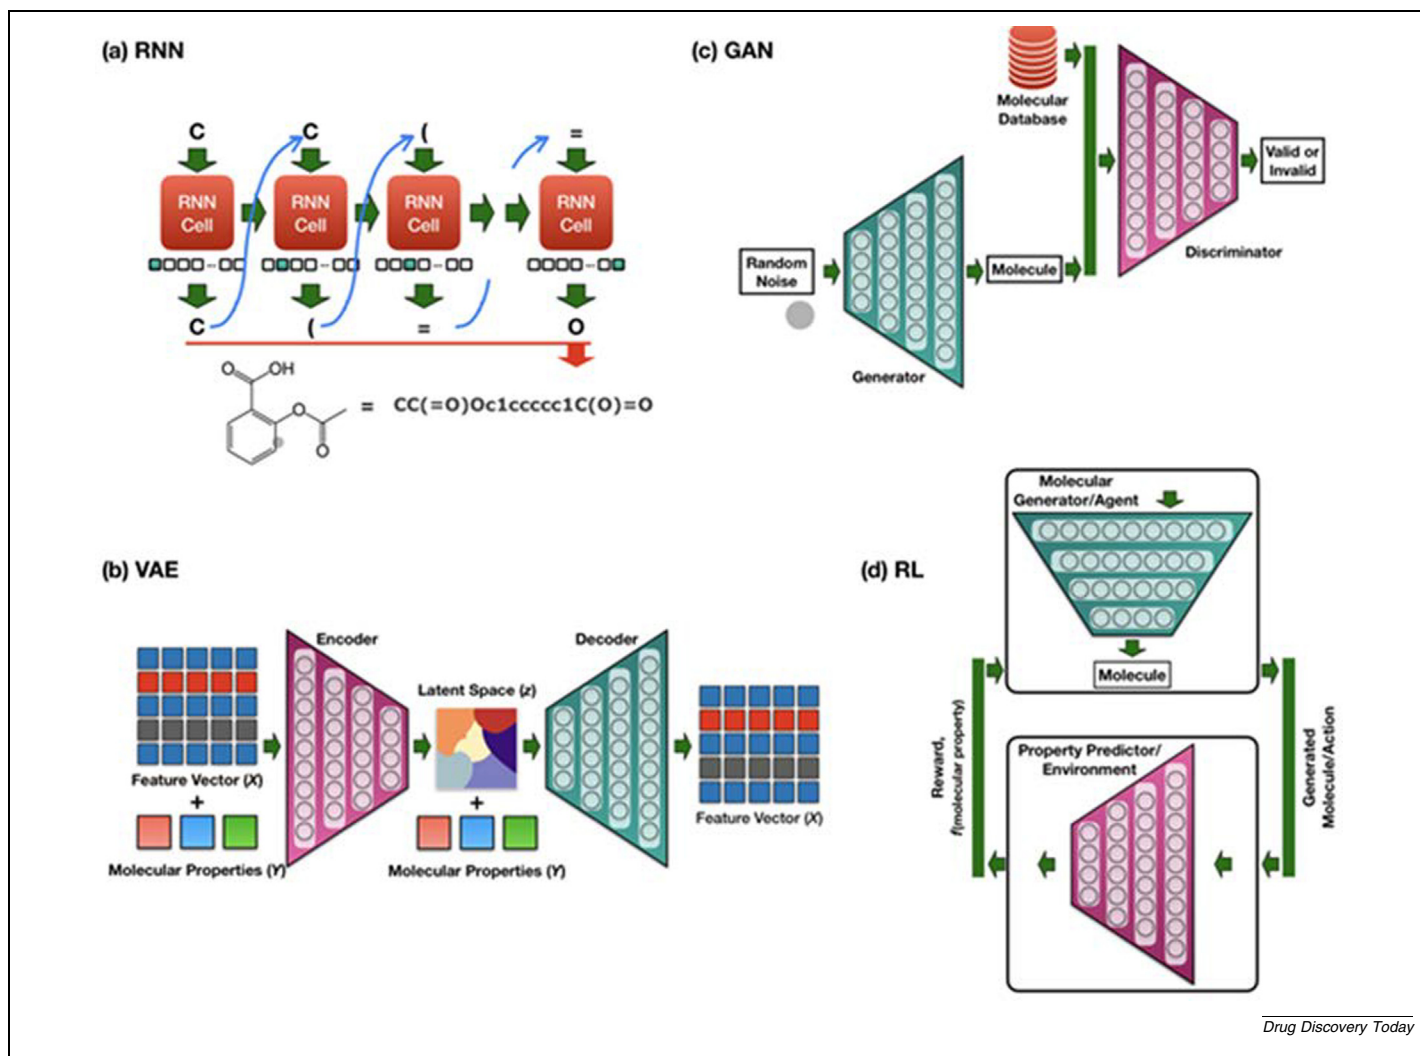 (a) RNN
C
C
(
=
RNN
Cell
RNN
Cell
RNN
Cell
RNN
Cell
C
(
=
O
O
OH
O
O
= CC(=O)Oc1ccccc1C(O)=O
(c) GAN
Molecular
Database
Valid or
Invalid
Discriminator
Random
Noise
Molecule
Generator
(b) VAE
Encoder
Decoder
Latent Space (z)
Feature Vector (X)
+
Molecular Properties (Y)
+
Molecular Properties (Y)
Feature Vector (X)
(d) RL
Molecular
Generator/Agent
Molecule
Reward,
f(molecular property)
Generated
Molecule/Action
Property Predictor/
Environment
Drug Discovery Today